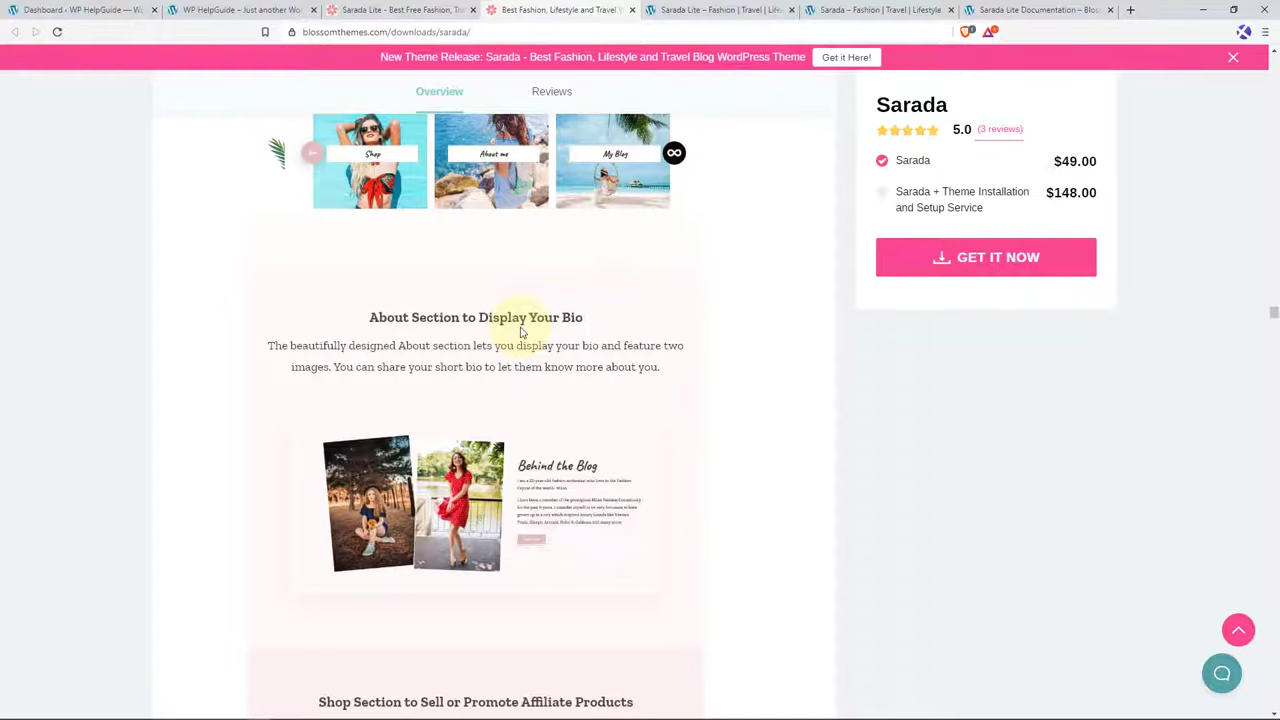 Dashboard ‹ WP HelpGuide — W
WP HelpGuide – Just another Wo
Sarada Lite - Best Free Fashion, Tra
Best Fashion, Lifestyle and Travel
Sarada Lite – Fashion | Travel | Lifes
Sarada – Fashion | Travel | Lifestyle
Sarada Lite Documentation – Bloss
blossomthemes.com/downloads/sarada/
New Theme Release: Sarada - Best Fashion, Lifestyle and Travel Blog WordPress Theme
Get it Here!
Overview
Reviews
Shop
About me
My Blog
About Section to Display Your Bio
The beautifully designed About section lets you display your bio and feature two
images. You can share your short bio to let them know more about you.
Behind the Blog
Shop Section to Sell or Promote Affiliate Products
Sarada
5.0 (3 reviews)
Sarada $49.00
Sarada + Theme Installation $148.00
and Setup Service
GET IT NOW